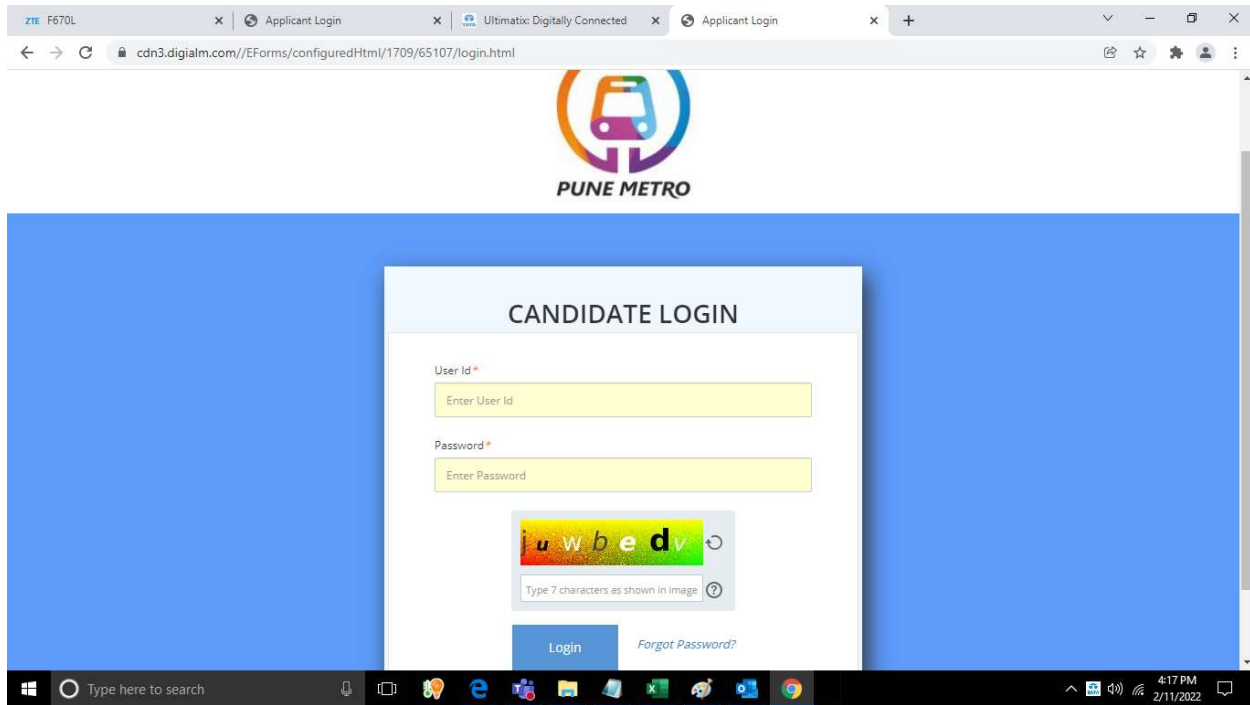 ZTE F670L
Applicant Login
Ultimatix: Digitally Connected
Applicant Login
cdn3.digialm.com//EForms/configuredHtml/1709/65107/login.html
PUNE METRO
CANDIDATE LOGIN
User Id*
Enter User Id
Password*
Enter Password
j u w b e d v
Type 7 characters as shown in image
Login Forgot Password?
Type here to search
4:17 PM
2/11/2022